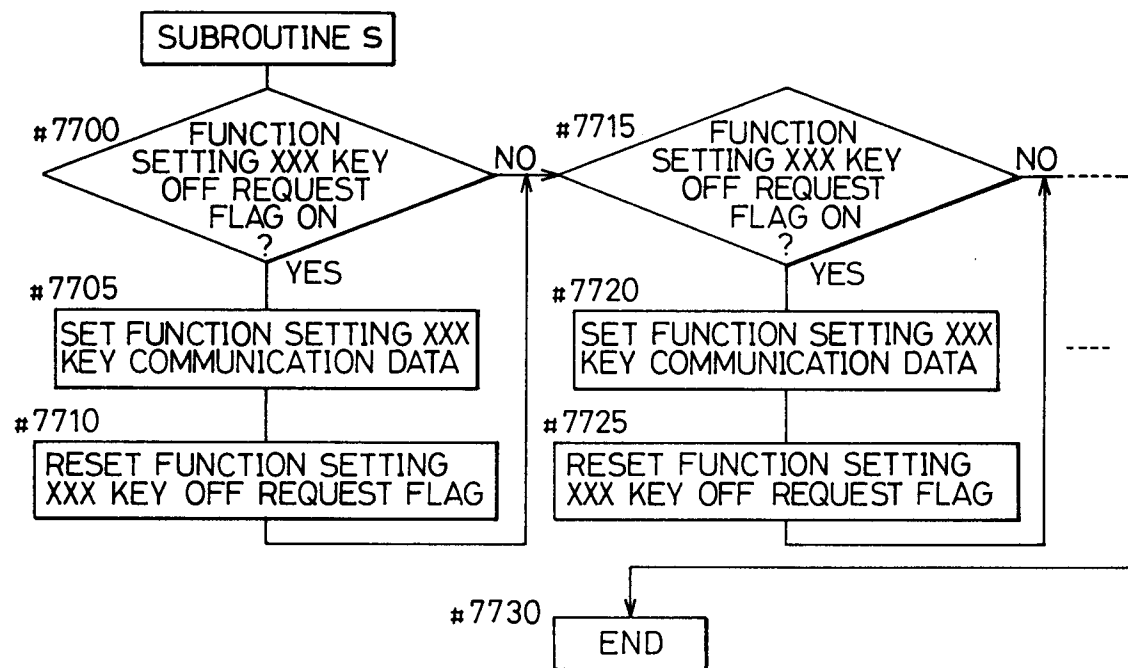 SUBROUTINE S
#7700
FUNCTION
SETTING XXX KEY
OFF REQUEST
FLAG ON
?
NO
YES
#7705
SET FUNCTION SETTING XXX
KEY COMMUNICATION DATA
#7710
RESET FUNCTION SETTING
XXX KEY OFF REQUEST FLAG
#7715
FUNCTION
SETTING XXX KEY
OFF REQUEST
FLAG ON
?
NO
YES
#7720
SET FUNCTION SETTING XXX
KEY COMMUNICATION DATA
#7725
RESET FUNCTION SETTING
XXX KEY OFF REQUEST FLAG
#7730
END